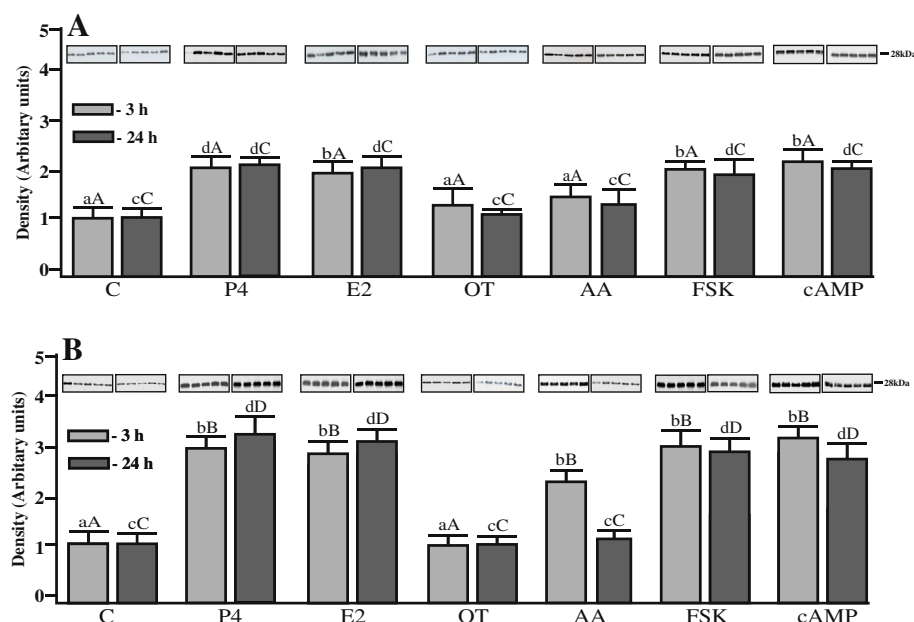 A
5
4
3
2
1
0
Density (Arbitary units)
28kDa
- 3 h
- 24 h
aA cC dA dC bA dC aA cC aA cC bA dC bA dC
C P4 E2 OT AA FSK cAMP
B
5
4
3
2
1
0
Density (Arbitary units)
28kDa
- 3 h
- 24 h
aA cC bB dD bB dD aA cC bB cC bB dD bB dD
C P4 E2 OT AA FSK cAMP